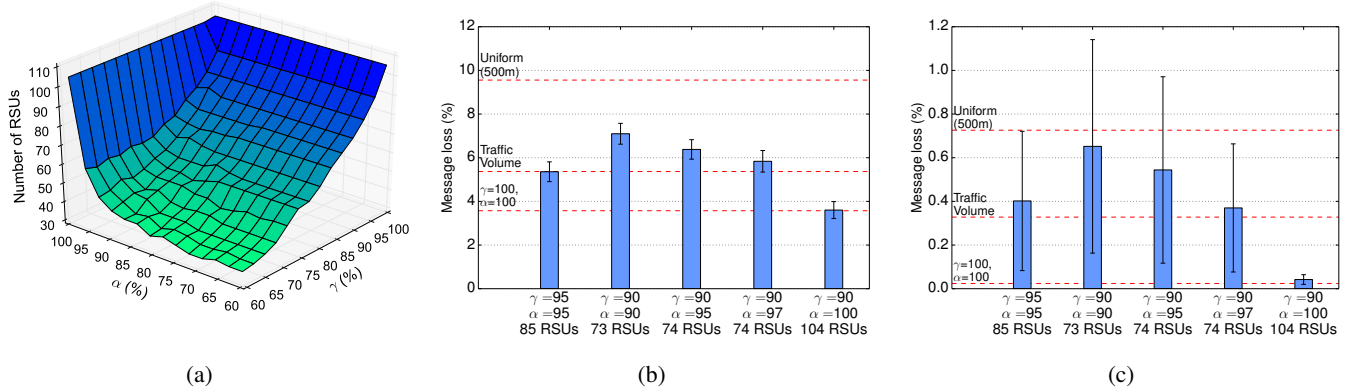 Number of RSUs
110
100
90
80
70
60
50
40
30
100
95
90
85
80
75
70
65
60
α (%)
60
65
70
75
80
85
90
95
100
γ (%)
(a)
Message loss (%)
12
10
8
6
4
2
0
Uniform
(500m)
Traffic
Volume
γ=100,
α=100
γ=95 γ=90 γ=90 γ=90 γ=90
α=95 α=90 α=95 α=97 α=100
85 RSUs 73 RSUs 74 RSUs 74 RSUs 104 RSUs
(b)
Message loss (%)
1.2
1.0
0.8
0.6
0.4
0.2
0.0
Uniform
(500m)
Traffic
Volume
γ=100,
α=100
γ=95 γ=90 γ=90 γ=90 γ=90
α=95 α=90 α=95 α=97 α=100
85 RSUs 73 RSUs 74 RSUs 74 RSUs 104 RSUs
(c)